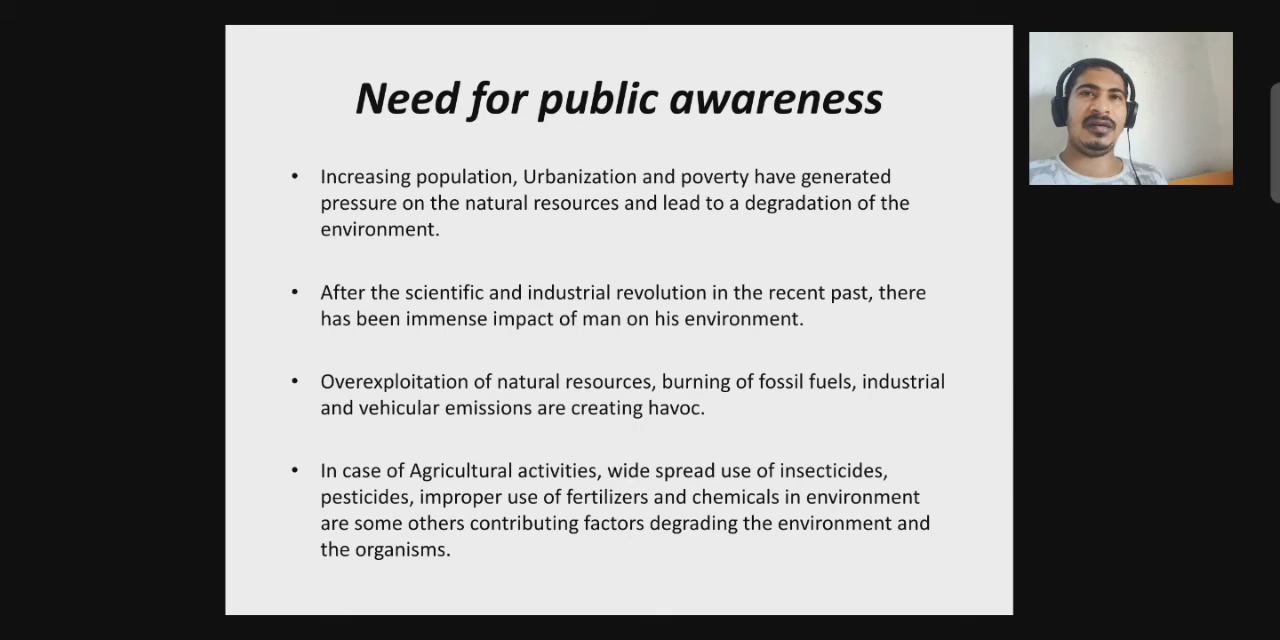 Need for public awareness
• Increasing population, Urbanization and poverty have generated
pressure on the natural resources and lead to a degradation of the
environment.
• After the scientific and industrial revolution in the recent past, there
has been immense impact of man on his environment.
• Overexploitation of natural resources, burning of fossil fuels, industrial
and vehicular emissions are creating havoc.
• In case of Agricultural activities, wide spread use of insecticides,
pesticides, improper use of fertilizers and chemicals in environment
are some others contributing factors degrading the environment and
the organisms.